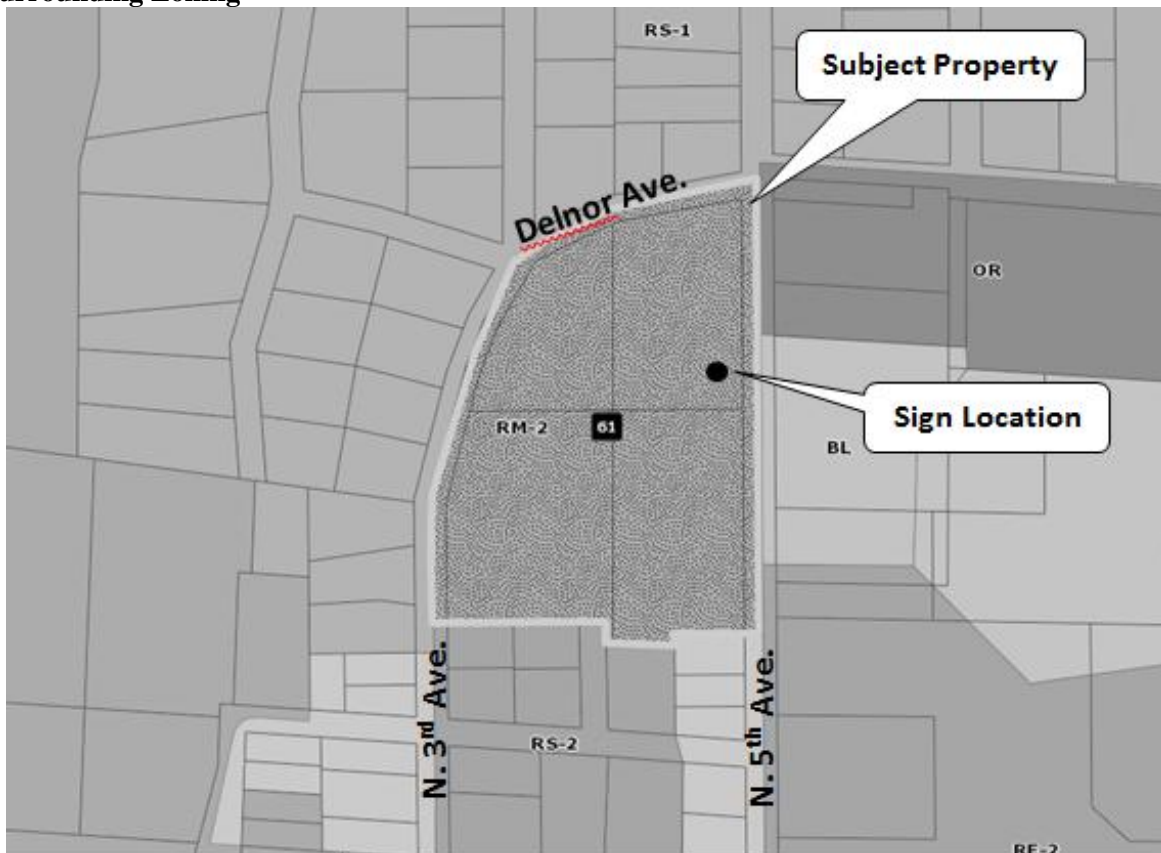 RS-1
Subject Property
Delnor Ave.
OR
Sign Location
RM-2
61
BL
N. 3rd Ave.
N. 5th Ave.
RS-2